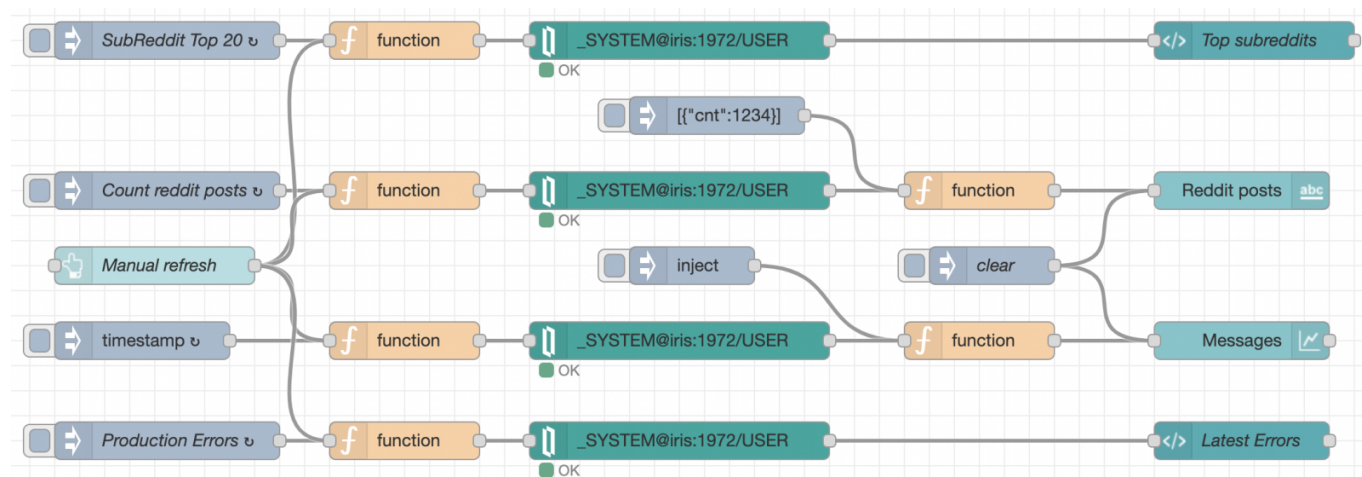 SubReddit Top 20 ↻ function _SYSTEM@iris:1972/USER </> Top subreddits
OK
[{"cnt":1234}]
Count reddit posts ↻ function _SYSTEM@iris:1972/USER function Reddit posts abc
OK
Manual refresh inject clear
timestamp ↻ function _SYSTEM@iris:1972/USER function Messages
OK
Production Errors ↻ function _SYSTEM@iris:1972/USER </> Latest Errors
OK